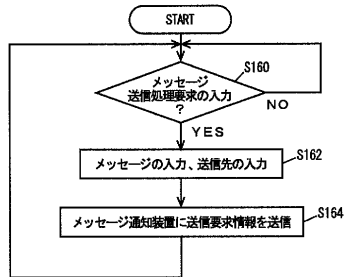 START
S160
メッセージ
送信処理要求の入力
?
NO
YES
S162
メッセージの入力、送信先の入力
S164
メッセージ通知装置に送信要求情報を送信